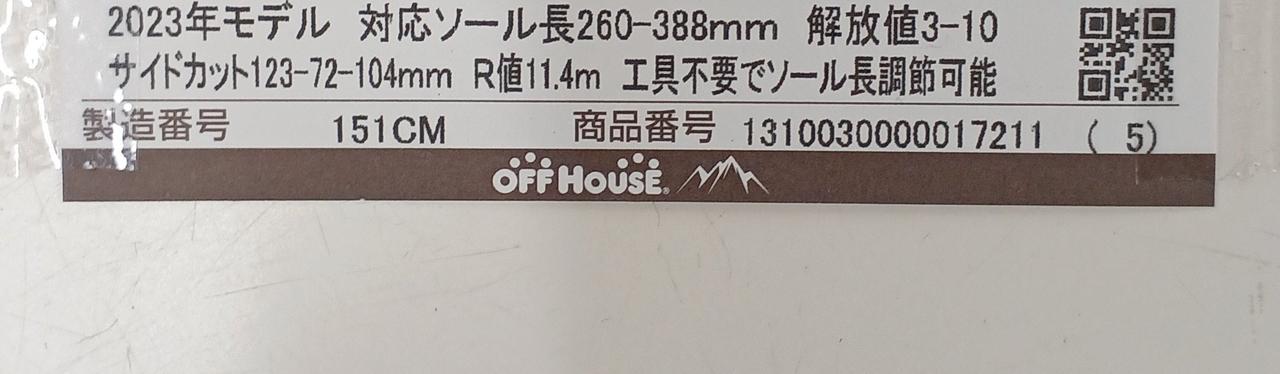 2023年モデル 対応ソール長260-388mm 解放値3-10
サイドカット123-72-104mm R値11.4m 工具不要でソール長調節可能
製造番号 151CM 商品番号 1310030000017211 ( 5)
OFF HOUSE®